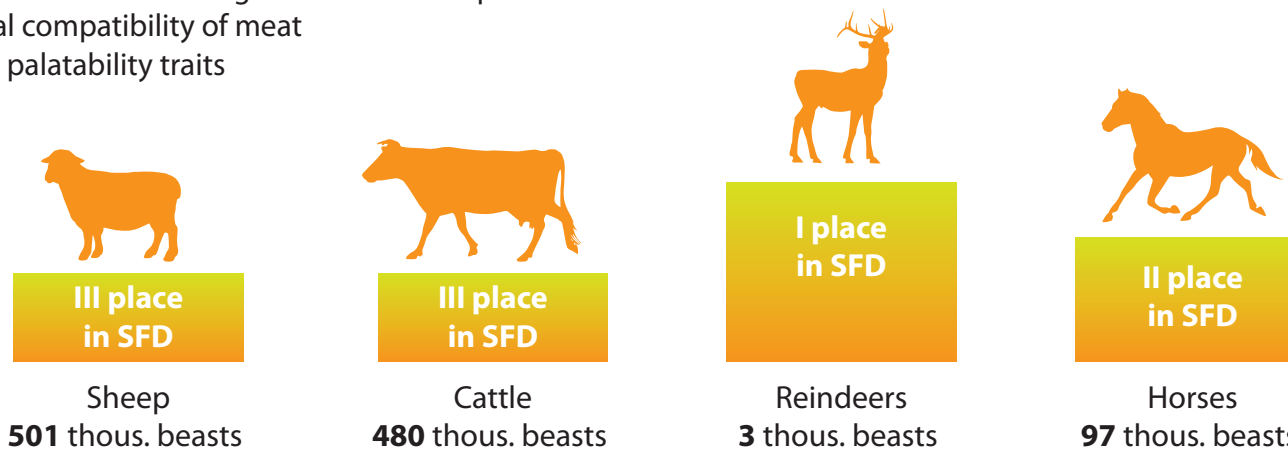 al compatibility of meat
palatability traits
III place
in SFD
Sheep
501 thous. beasts
III place
in SFD
Cattle
480 thous. beasts
I place
in SFD
Reindeers
3 thous. beasts
II place
in SFD
Horses
97 thous. beasts